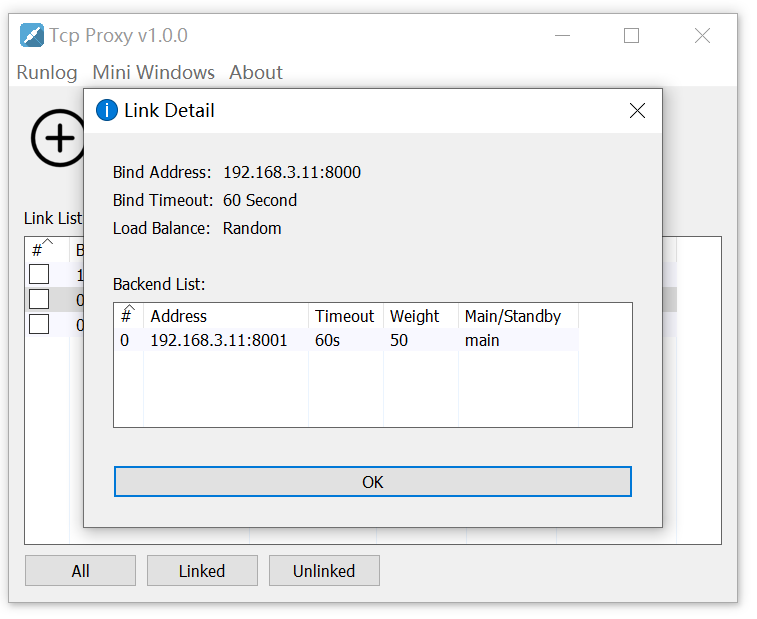 Tcp Proxy v1.0.0
Runlog Mini Windows About
Link Detail
Bind Address: 192.168.3.11:8000
Bind Timeout: 60 Second
Load Balance: Random
Link List
# B
1
0
0
Backend List:
# Address Timeout Weight Main/Standby
0 192.168.3.11:8001 60s 50 main
OK
All Linked Unlinked